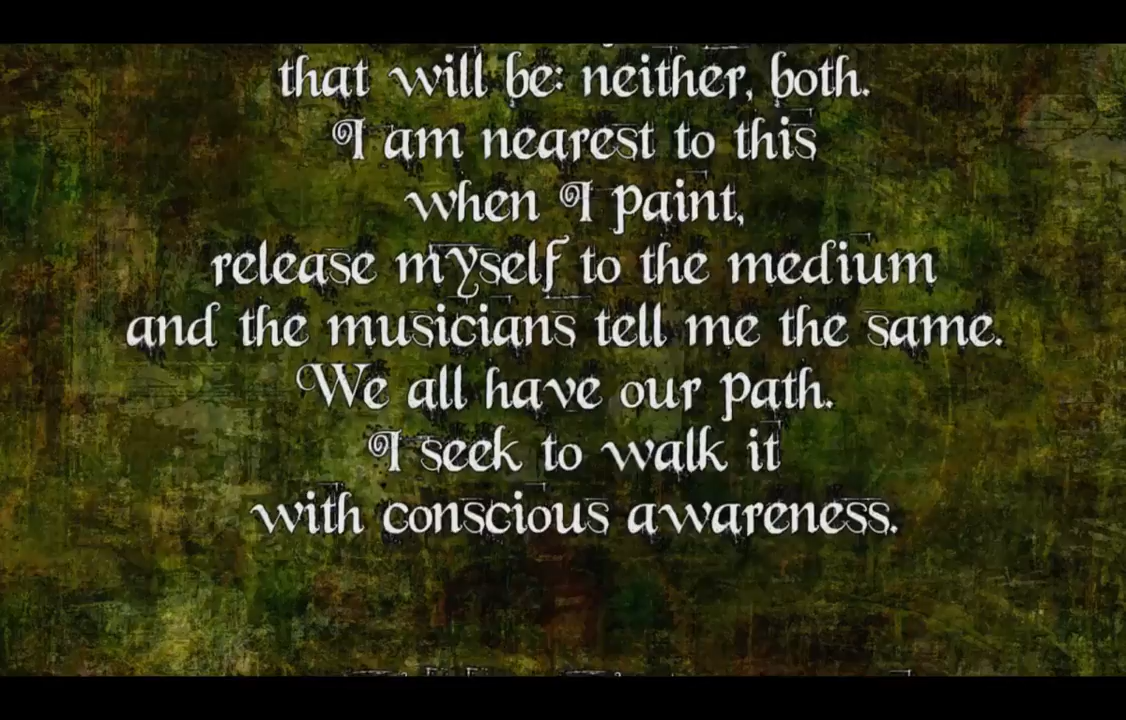 that will be: neither, both.
I am nearest to this
when I paint,
release myself to the medium
and the musicians tell me the same.
We all have our path.
I seek to walk it
with conscious awareness.